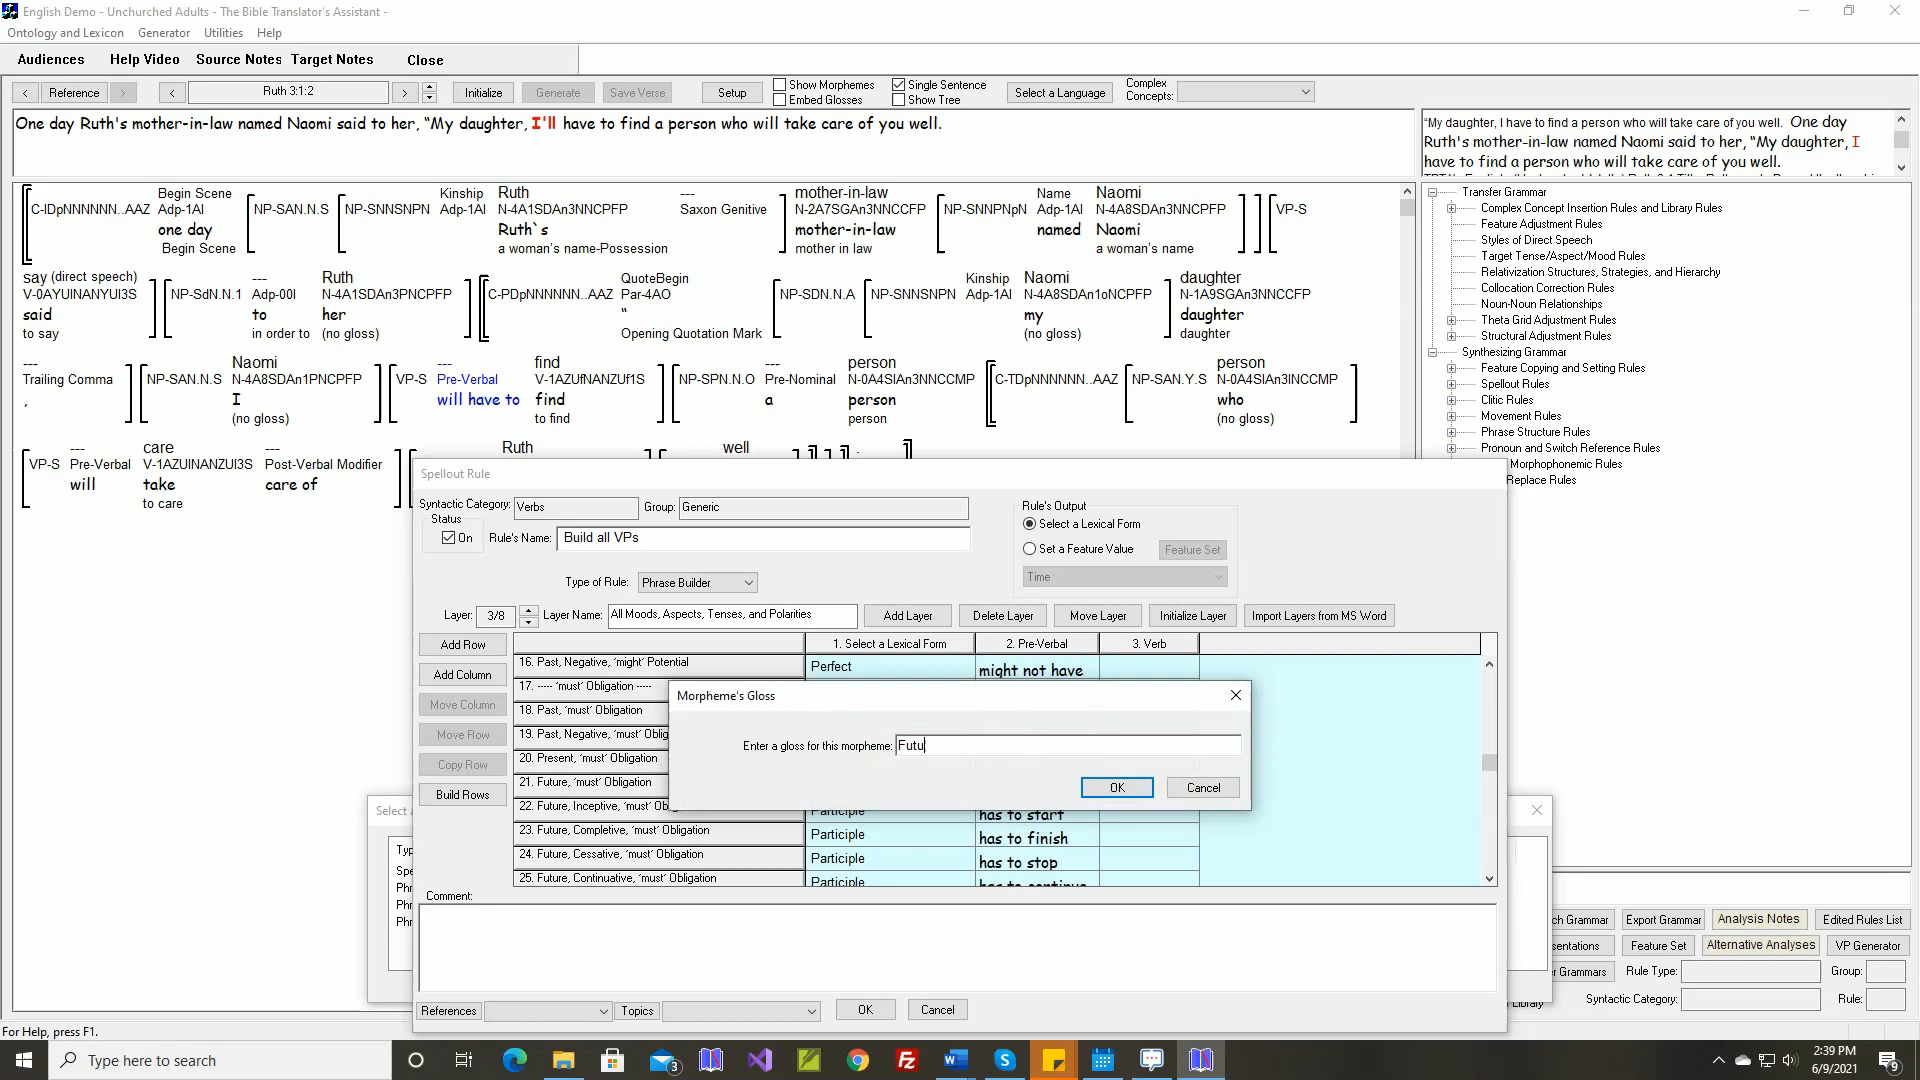 English Demo - Unchurched Adults - The Bible Translator's Assistant -
Ontology and Lexicon Generator Utilities Help
Audiences Help Video Source Notes Target Notes Close
< Reference > < Ruth 3:1:2 > Initialize Generate Save Verse Setup Show Morphemes Single Sentence Select a Language Complex
Embed Glosses Show Tree Concepts:
One day Ruth's mother-in-law named Naomi said to her, “My daughter, I'll have to find a person who will take care of you well.
“My daughter, I have to find a person who will take care of you well. One day
Ruth's mother-in-law named Naomi said to her, “My daughter, I
have to find a person who will take care of you well.
Begin Scene Kinship Ruth --- mother-in-law Name Naomi
C-IDpNNNNNN..AAZ Adp-1AI NP-SAN.N.S NP-SNNSNPN Adp-1AI N-4A1SDAn3NNCPFP Saxon Genitive N-2A7SGAn3NNCCFP NP-SNNPNpN Adp-1AI N-4A8SDAn3NNCPFP VP-S
one day Ruth`s mother-in-law named Naomi
Begin Scene a woman's name-Possession mother in law a woman's name
say (direct speech) --- Ruth QuoteBegin Kinship Naomi daughter
V-0AYUINANYUI3S NP-SdN.N.1 Adp-00I N-4A1SDAn3PNCPFP C-PDpNNNNNN..AAZ Par-4AO NP-SDN.N.A NP-SNNSNPN Adp-1AI N-4A8SDAn1oNCPFP N-1A9SGAn3NNCCFP
said to her “ my daughter
to say in order to (no gloss) Opening Quotation Mark (no gloss) daughter
--- Naomi --- find --- person person
Trailing Comma NP-SAN.N.S N-4A8SDAn1PNCPFP VP-S Pre-Verbal V-1AZUfNANZUf1S NP-SPN.N.O Pre-Nominal N-0A4SIAn3NNCCMP C-TDpNNNNNN..AAZ NP-SAN.Y.S N-0A4SIAn3INCCMP
, I will have to find a person who
(no gloss) to find person (no gloss)
--- care --- Ruth well
VP-S Pre-Verbal V-1AZUINANZUI3S Post-Verbal Modifier
will take care of
to care
Transfer Grammar
Complex Concept Insertion Rules and Library Rules
Feature Adjustment Rules
Styles of Direct Speech
Target Tense/Aspect/Mood Rules
Relativization Structures, Strategies, and Hierarchy
Collocation Correction Rules
Noun-Noun Relationships
Theta Grid Adjustment Rules
Structural Adjustment Rules
Synthesizing Grammar
Feature Copying and Setting Rules
Spellout Rules
Clitic Rules
Movement Rules
Phrase Structure Rules
Pronoun and Switch Reference Rules
Morphophonemic Rules
Replace Rules
Spellout Rule
Syntactic Category: Verbs Group: Generic Rule's Output
Status Select a Lexical Form
On Rule's Name: Build all VPs Set a Feature Value Feature Set
Type of Rule: Phrase Builder Time
Layer: 3/8 Layer Name: All Moods, Aspects, Tenses, and Polarities Add Layer Delete Layer Move Layer Initialize Layer Import Layers from MS Word
Add Row 1. Select a Lexical Form 2. Pre-Verbal 3. Verb
16. Past, Negative, 'might' Potential Perfect might not have
Add Column 17. ----- 'must' Obligation -----
Move Column 18. Past, 'must' Obligation
Move Row 19. Past, Negative, 'must' Oblig
Copy Row 20. Present, 'must' Obligation
21. Future, 'must' Obligation
Build Rows 22. Future, Inceptive, 'must' Participle has to start
23. Future, Completive, 'must' Obligation Participle has to finish
24. Future, Cessative, 'must' Obligation Participle has to stop
25. Future, Continuative, 'must' Obligation Participle has to continue
Morpheme's Gloss
Enter a gloss for this morpheme: Futu
OK Cancel
Select
Comment:
References Topics OK Cancel
Grammar Export Grammar Analysis Notes Edited Rules List
Feature Set Alternative Analyses VP Generator
Grammars Rule Type: Group:
Library Syntactic Category: Rule:
For Help, press F1.
Type here to search
3
2:39 PM
6/9/2021
9